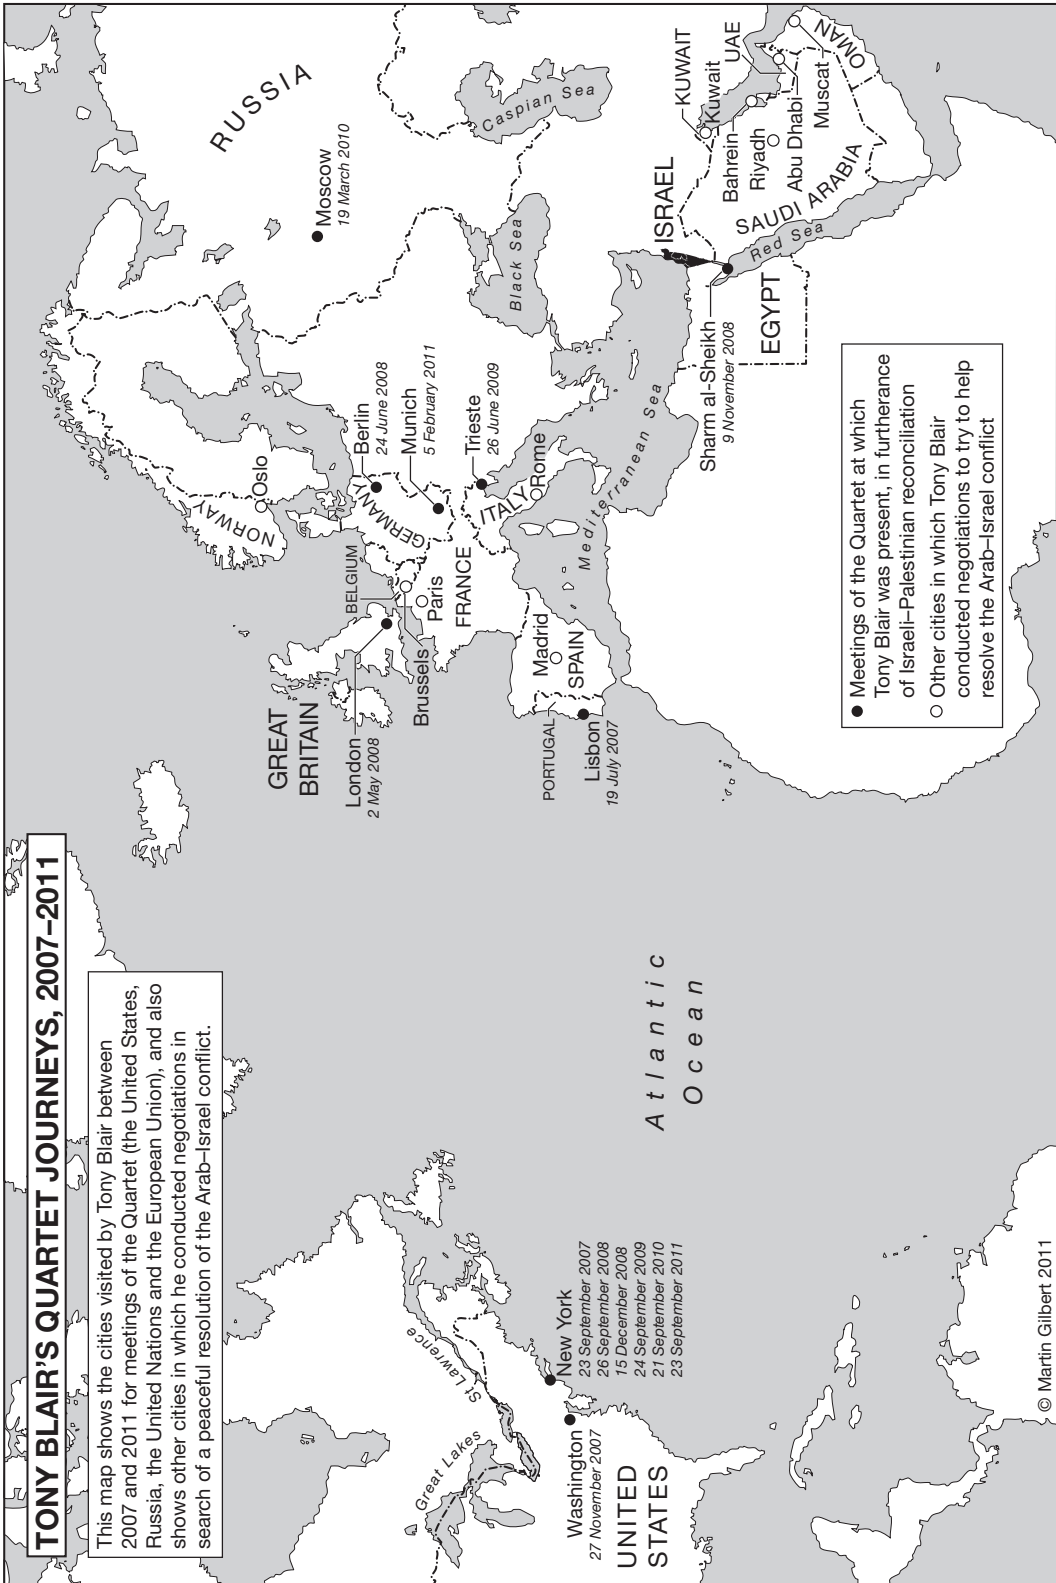 TONY BLAIR'S QUARTET JOURNEYS, 2007–2011
This map shows the cities visited by Tony Blair between
2007 and 2011 for meetings of the Quartet (the United States,
Russia, the United Nations and the European Union), and also
shows other cities in which he conducted negotiations in
search of a peaceful resolution of the Arab–Israel conflict.
Great Lakes
St Lawrence
Washington
27 November 2007
UNITED
STATES
New York
23 September 2007
26 September 2008
15 December 2008
24 September 2009
21 September 2010
23 September 2011
Atlantic
Ocean
GREAT
BRITAIN
London
2 May 2008
Brussels
BELGIUM
Paris
FRANCE
PORTUGAL
Lisbon
19 July 2007
Madrid
SPAIN
NORWAY
Oslo
GERMANY
Berlin
24 June 2008
Munich
5 February 2011
Trieste
26 June 2009
ITALY
Rome
Mediterranean Sea
RUSSIA
Moscow
19 March 2010
Black Sea
Caspian Sea
ISRAEL
Sharm al-Sheikh
9 November 2008
EGYPT
Red Sea
SAUDI ARABIA
KUWAIT
Kuwait
Bahrein
Riyadh
UAE
Abu Dhabi
Muscat
OMAN
Meetings of the Quartet at which
Tony Blair was present, in furtherance
of Israeli–Palestinian reconciliation
Other cities in which Tony Blair
conducted negotiations to try to help
resolve the Arab–Israel conflict
© Martin Gilbert 2011